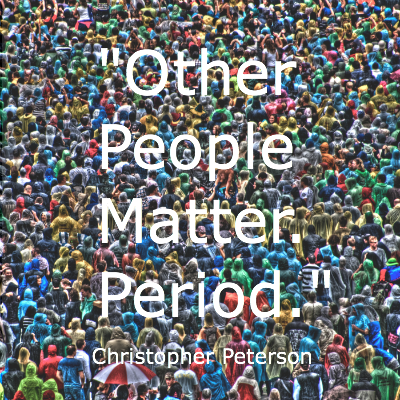 "Other
People
Matter.
Period."
Christopher Peterson